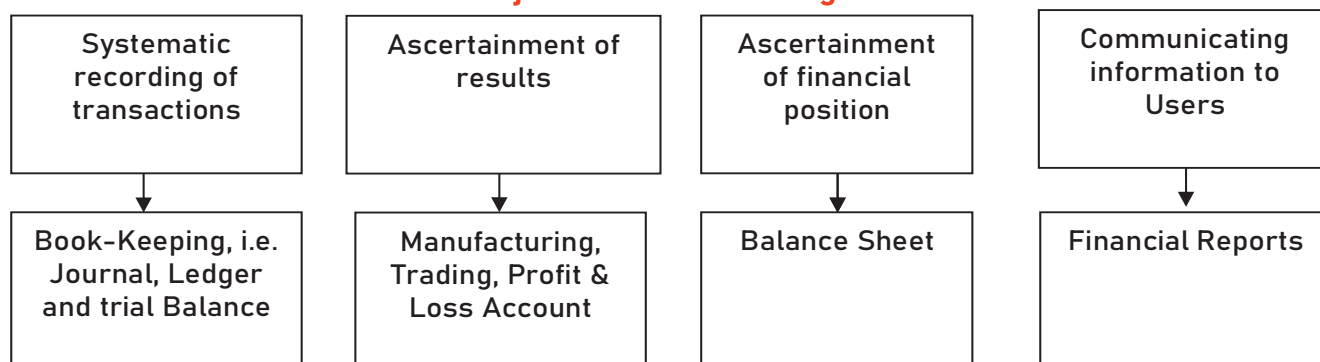 Systematic
recording of
transactions
Ascertainment of
results
Ascertainment
of financial
position
Communicating
information to
Users
Book-Keeping, i.e.
Journal, Ledger
and trial Balance
Manufacturing,
Trading, Profit &
Loss Account
Balance Sheet
Financial Reports